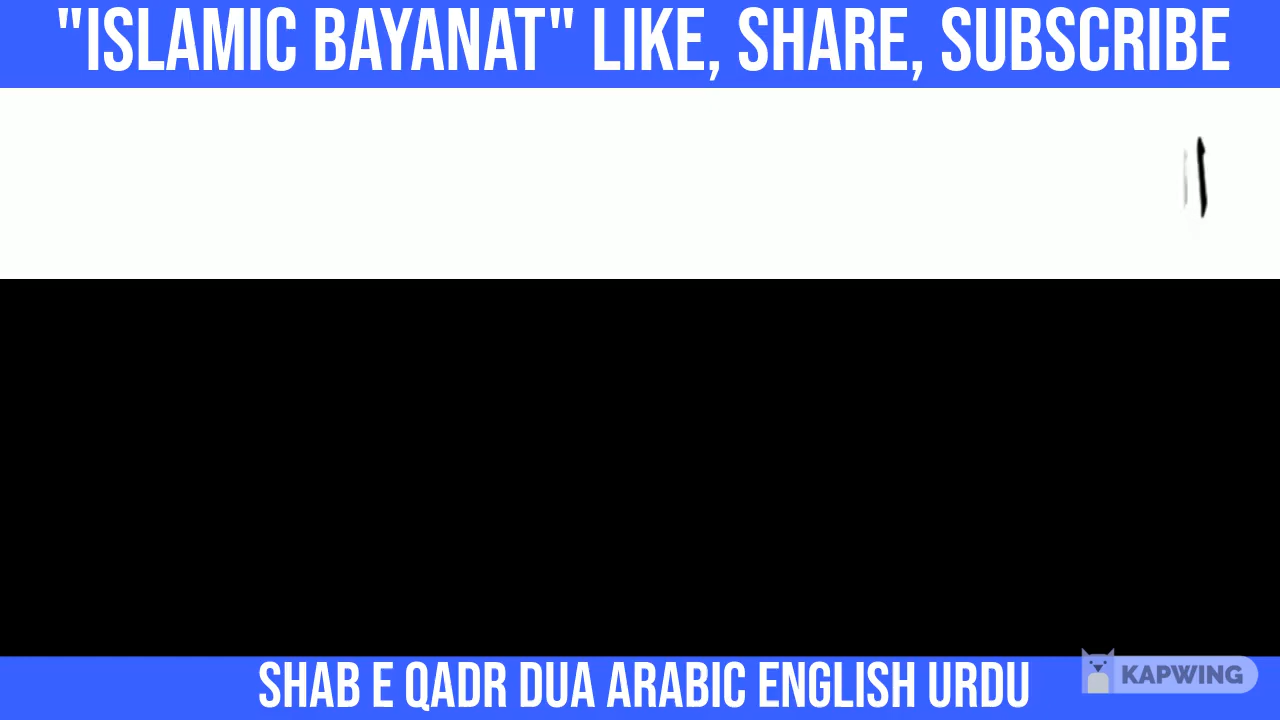 "ISLAMIC BAYANAT" LIKE, SHARE, SUBSCRIBE
SHAB E QADR DUA ARABIC ENGLISH URDU
KAPWING